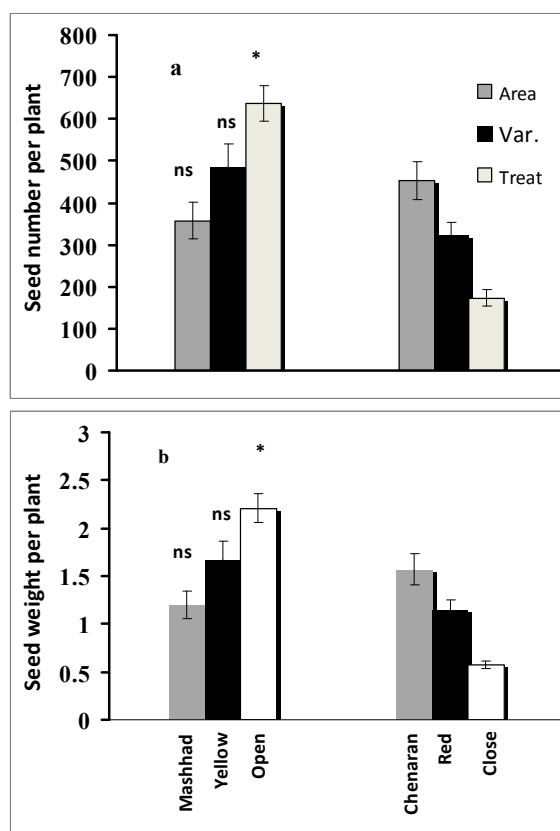 800
700
600
500
400
300
200
100
0
Seed number per plant
a
ns
ns
*
Area
Var.
Treat
3
2.5
2
1.5
1
0.5
0
Seed weight per plant
b
ns
ns
*
Mashhad
Yellow
Open
Chenaran
Red
Close